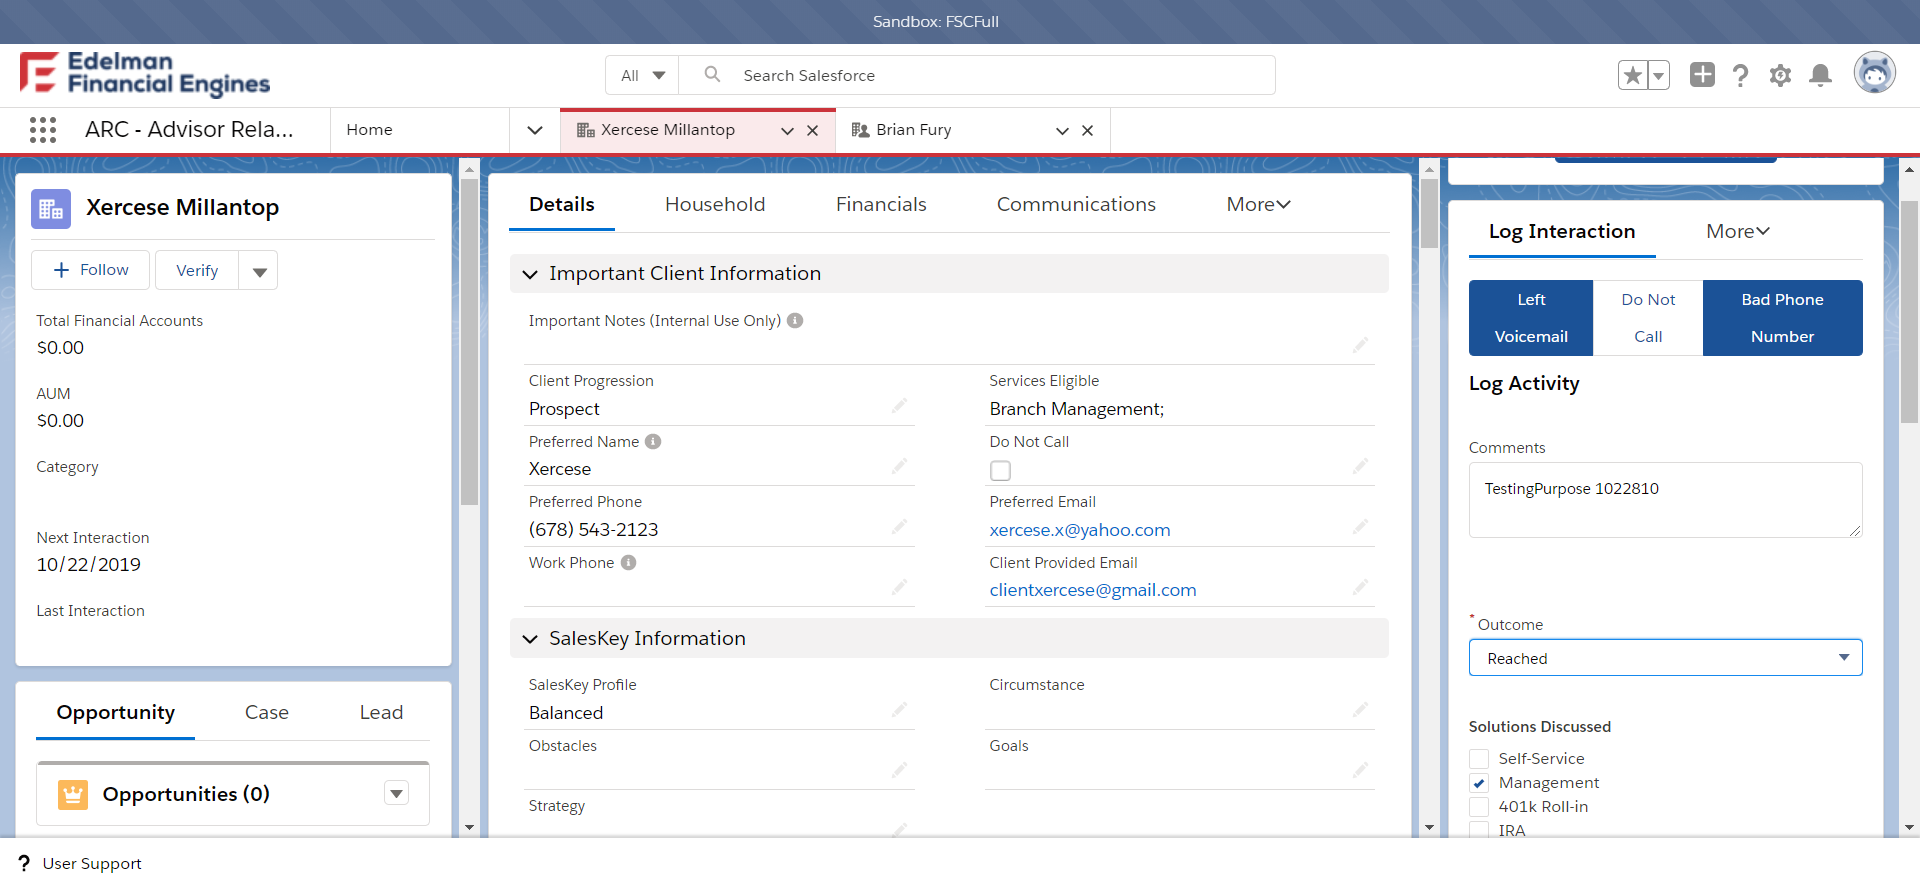 Sandbox: FSCFull
Edelman
Financial Engines
All
Search Salesforce
ARC - Advisor Rela...
Home
Xercese Millantop
Brian Fury
Xercese Millantop
Follow
Verify
Total Financial Accounts
$0.00
AUM
$0.00
Category
Next Interaction
10/22/2019
Last Interaction
Opportunity
Case
Lead
Opportunities (0)
Details
Household
Financials
Communications
More
Important Client Information
Important Notes (Internal Use Only)
Client Progression
Prospect
Services Eligible
Branch Management;
Preferred Name
Xercese
Do Not Call
Preferred Phone
(678) 543-2123
Preferred Email
xercese.x@yahoo.com
Work Phone
Client Provided Email
clientxercese@gmail.com
SalesKey Information
SalesKey Profile
Balanced
Circumstance
Obstacles
Goals
Strategy
Log Interaction
More
Left
Voicemail
Do Not
Call
Bad Phone
Number
Log Activity
Comments
TestingPurpose 1022810
* Outcome
Reached
Solutions Discussed
Self-Service
Management
401k Roll-in
IRA
? User Support